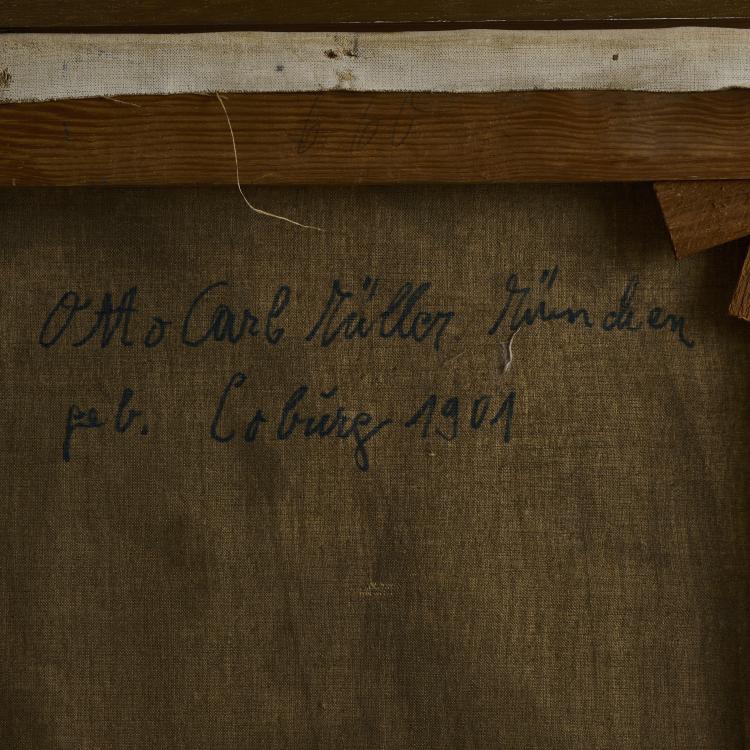 Otto Carl Müller München
geb. Coburg 1901